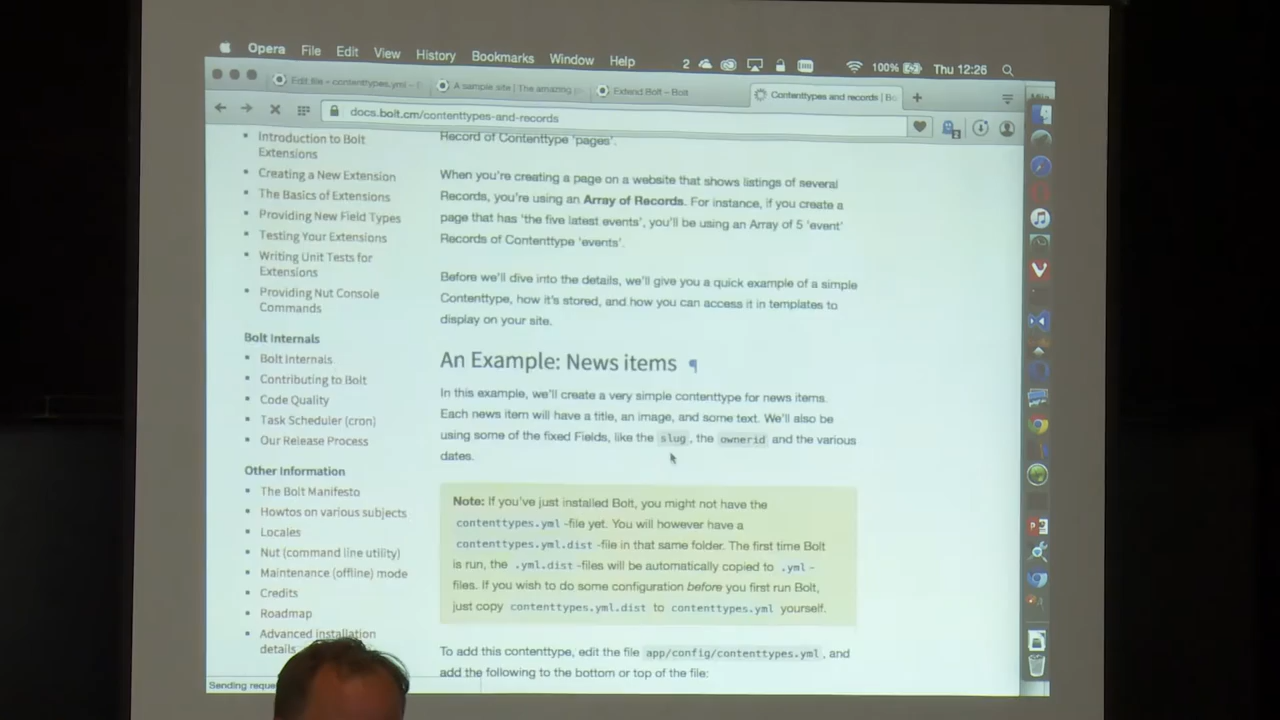 Opera File Edit View History Bookmarks Window Help 2 100% Thu 12:26
Edit file - contenttypes.yml
A sample site | The amazing
Extend Bolt – Bolt
Contenttypes and records | Bo
docs.bolt.cm/contenttypes-and-records
Introduction to Bolt
Extensions
Creating a New Extension
The Basics of Extensions
Providing New Field Types
Testing Your Extensions
Writing Unit Tests for
Extensions
Providing Nut Console
Commands
Bolt Internals
Bolt Internals
Contributing to Bolt
Code Quality
Task Scheduler (cron)
Our Release Process
Other Information
The Bolt Manifesto
Howtos on various subjects
Locales
Nut (command line utility)
Maintenance (offline) mode
Credits
Roadmap
Advanced installation
details
Record of Contenttype 'pages'.
When you're creating a page on a website that shows listings of several
Records, you're using an Array of Records. For instance, if you create a
page that has 'the five latest events', you'll be using an Array of 5 'event'
Records of Contenttype 'events'.
Before we'll dive into the details, we'll give you a quick example of a simple
Contenttype, how it's stored, and how you can access it in templates to
display on your site.
An Example: News items ¶
In this example, we'll create a very simple contenttype for news items.
Each news item will have a title, an image, and some text. We'll also be
using some of the fixed Fields, like the slug, the ownerid and the various
dates.
Note: If you've just installed Bolt, you might not have the
contenttypes.yml -file yet. You will however have a
contenttypes.yml.dist -file in that same folder. The first time Bolt
is run, the .yml.dist -files will be automatically copied to .yml -
files. If you wish to do some configuration before you first run Bolt,
just copy contenttypes.yml.dist to contenttypes.yml yourself.
To add this contenttype, edit the file app/config/contenttypes.yml, and
add the following to the bottom or top of the file:
Sending reque